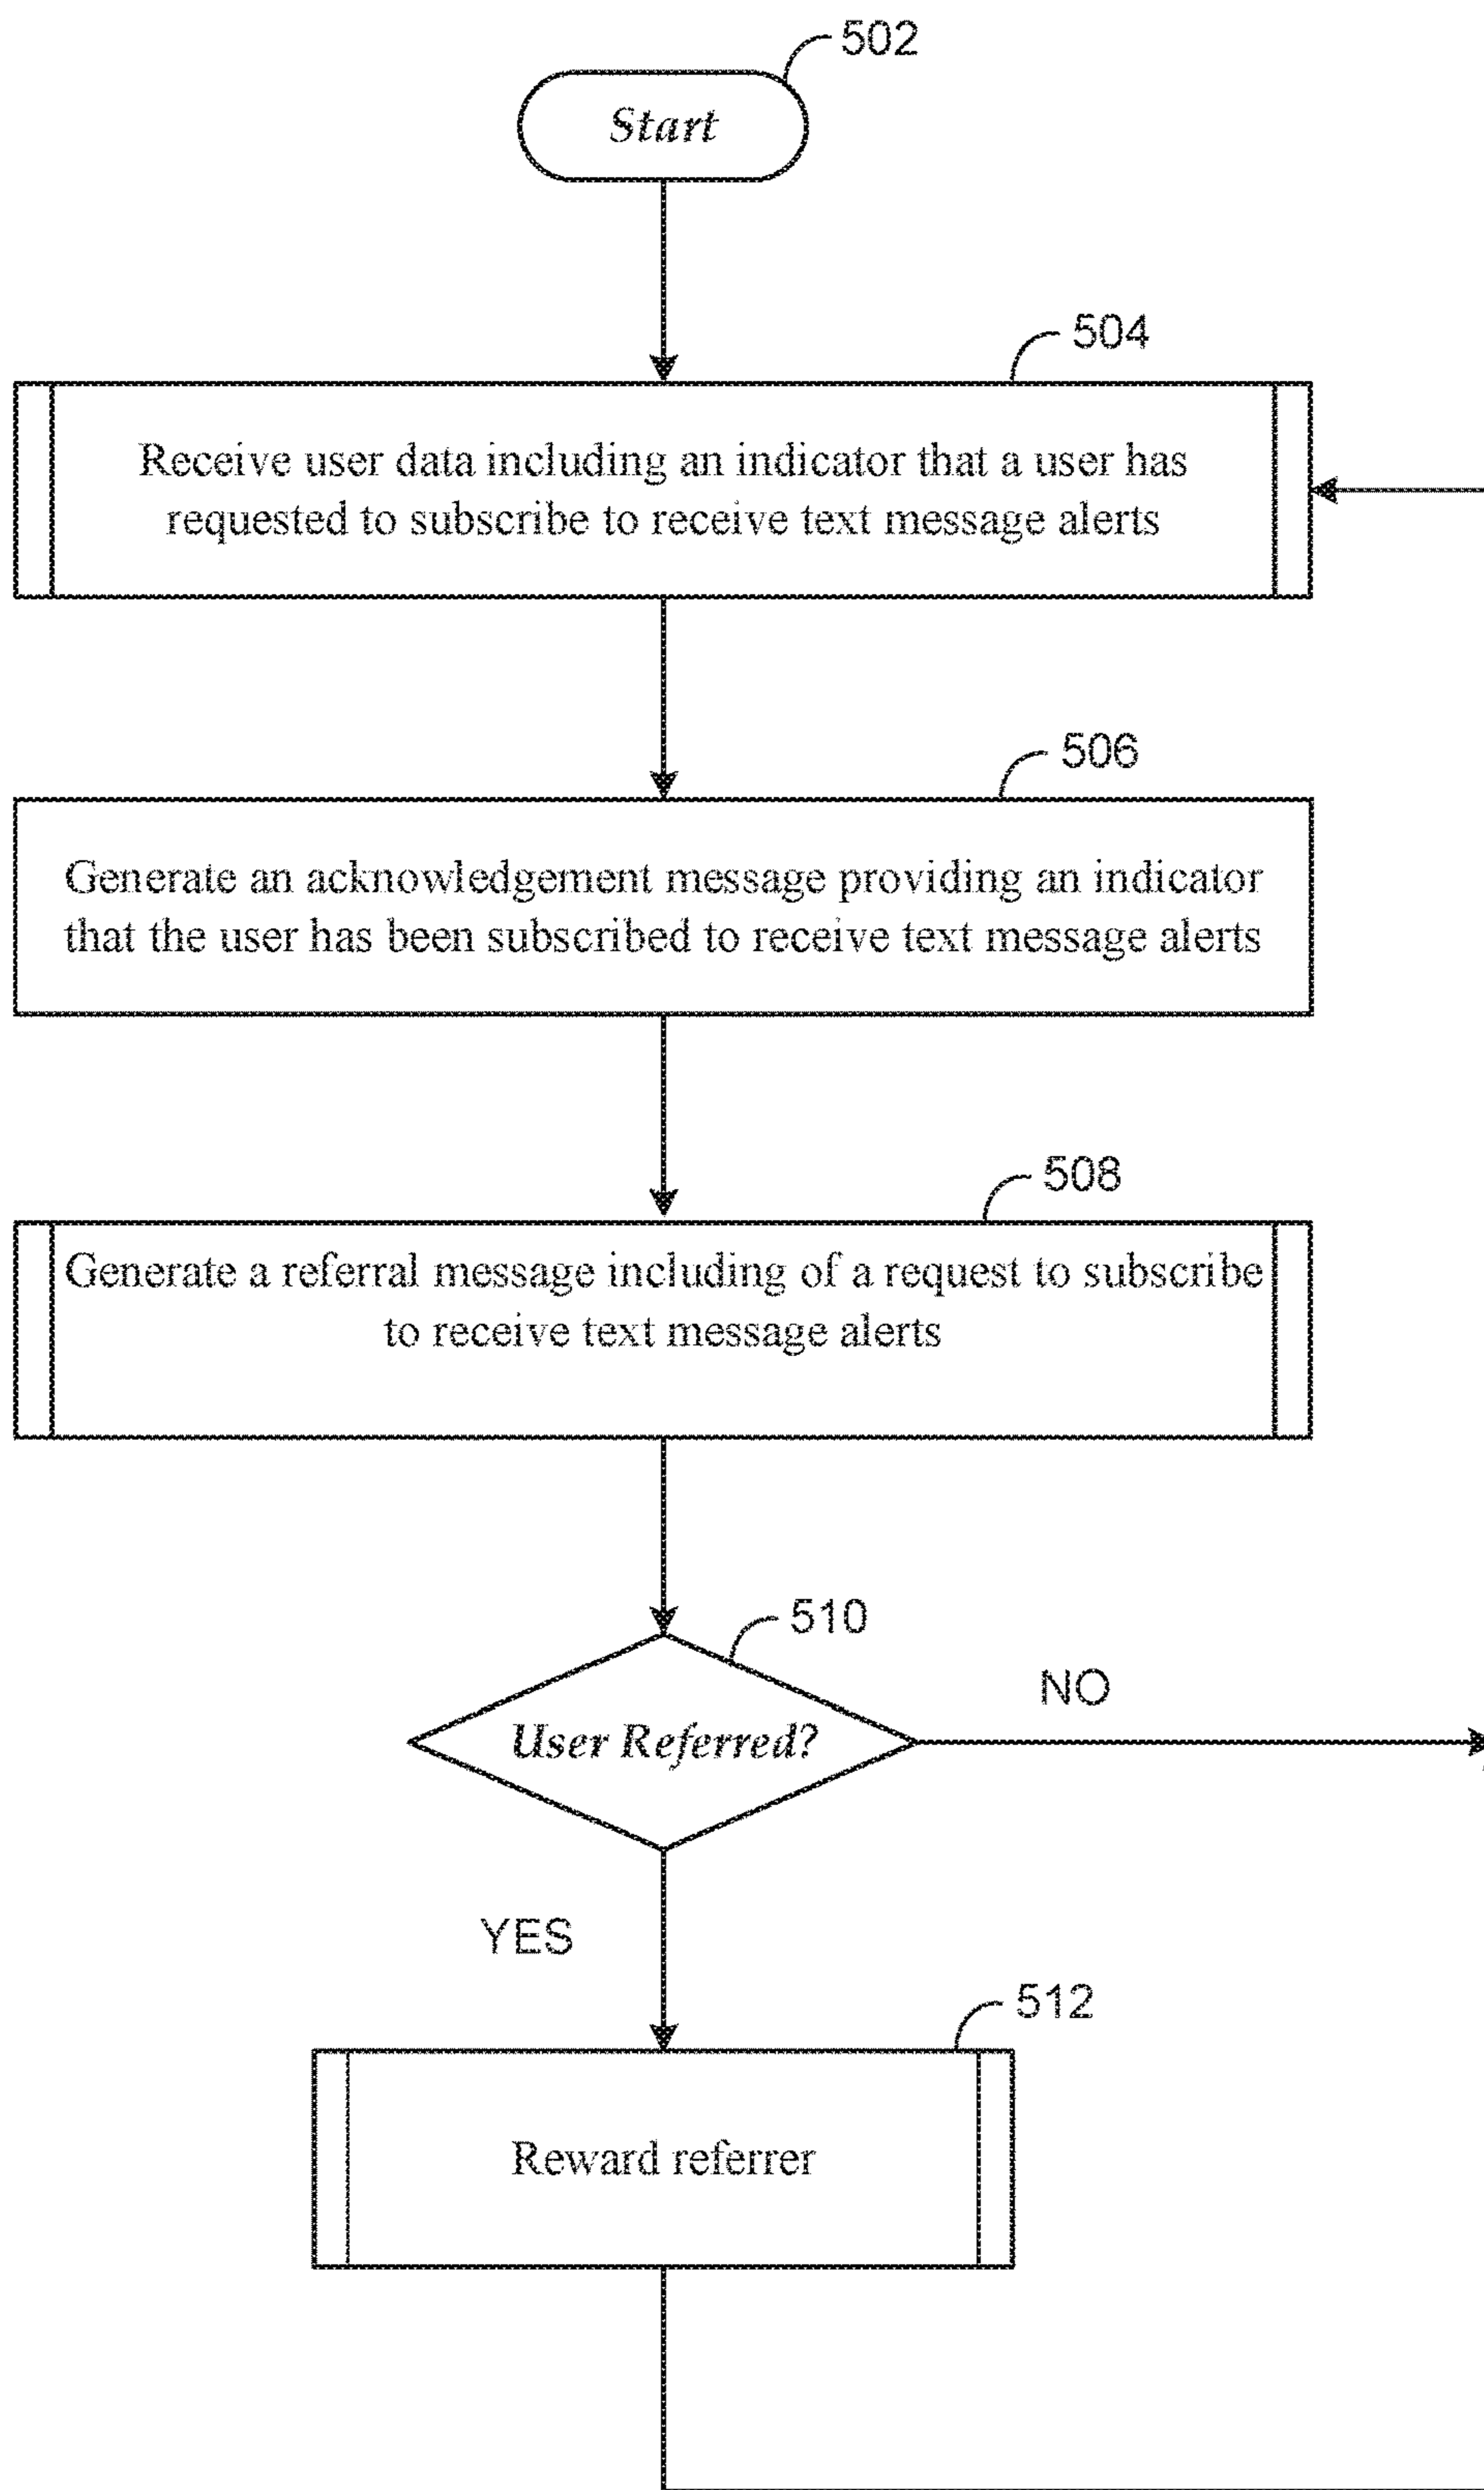 502
Start
504
Receive user data including an indicator that a user has
requested to subscribe to receive text message alerts
506
Generate an acknowledgement message providing an indicator
that the user has been subscribed to receive text message alerts
508
Generate a referral message including of a request to subscribe
to receive text message alerts
510
User Referred?
NO
YES
512
Reward referrer